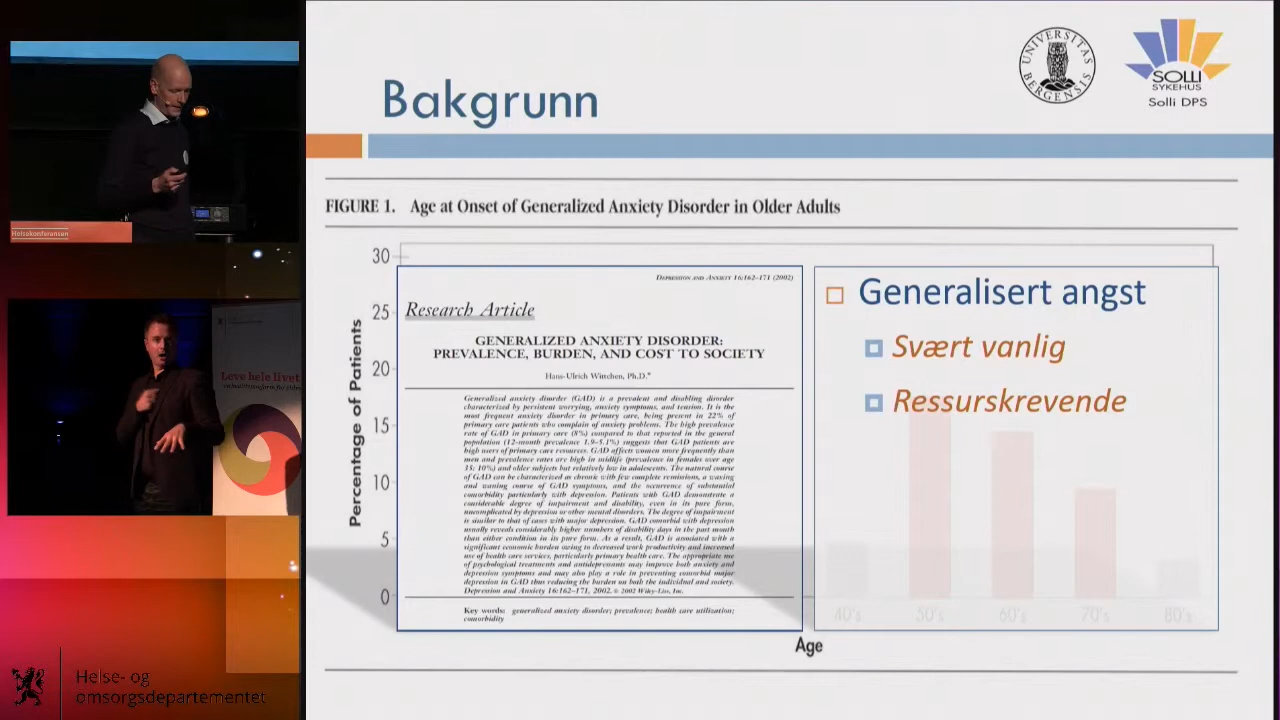 Bakgrunn
UNIVERSITAS BERGENSIS
SOLLI
SYKEHUS
Solli DPS
FIGURE 1. Age at Onset of Generalized Anxiety Disorder in Older Adults
30
25
20
15
10
5
0
Percentage of Patients
Age
DEPRESSION AND ANXIETY 16:162–171 (2002)
Research Article
GENERALIZED ANXIETY DISORDER:
PREVALENCE, BURDEN, AND COST TO SOCIETY
Hans-Ulrich Wittchen, Ph.D.*
Generalized anxiety disorder (GAD) is a prevalent and disabling disorder
characterized by persistent worrying, anxiety symptoms, and tension. It is the
most frequent anxiety disorder in primary care, being present in 22% of
primary care patients who complain of anxiety problems. The high prevalence
rate of GAD in primary care (8%) compared to that reported in the general
population (12-month prevalence 1.9–5.1%) suggests that GAD patients are
high users of primary care resources. GAD affects women more frequently than
men and prevalence rates are high in midlife (prevalence in females over age
35: 10%) and older subjects but relatively low in adolescents. The natural course
of GAD can be characterized as chronic with few complete remissions, a waxing
and waning course of GAD symptoms, and the occurrence of substantial
comorbidity particularly with depression. Patients with GAD demonstrate a
considerable degree of impairment and disability, even in its pure form,
uncomplicated by depression or other mental disorders. The degree of impairment
is similar to that of cases with major depression. GAD comorbid with depression
usually reveals considerably higher numbers of disability days in the past month
than either condition in its pure form. As a result, GAD is associated with a
significant economic burden owing to decreased work productivity and increased
use of health care services, particularly primary health care. The appropriate use
of psychological treatments and antidepressants may improve both anxiety and
depression symptoms and may also play a role in preventing comorbid major
depression in GAD thus reducing the burden on both the individual and society.
Depression and Anxiety 16:162–171, 2002. © 2002 Wiley-Liss, Inc.
Key words: generalized anxiety disorder; prevalence; health care utilization;
comorbidity
Generalisert angst
Svært vanlig
Ressurskrevende
40's 50's 60's 70's 80's
Helsekonferansen
Leve hele livet
Helse- og
omsorgsdepartementet